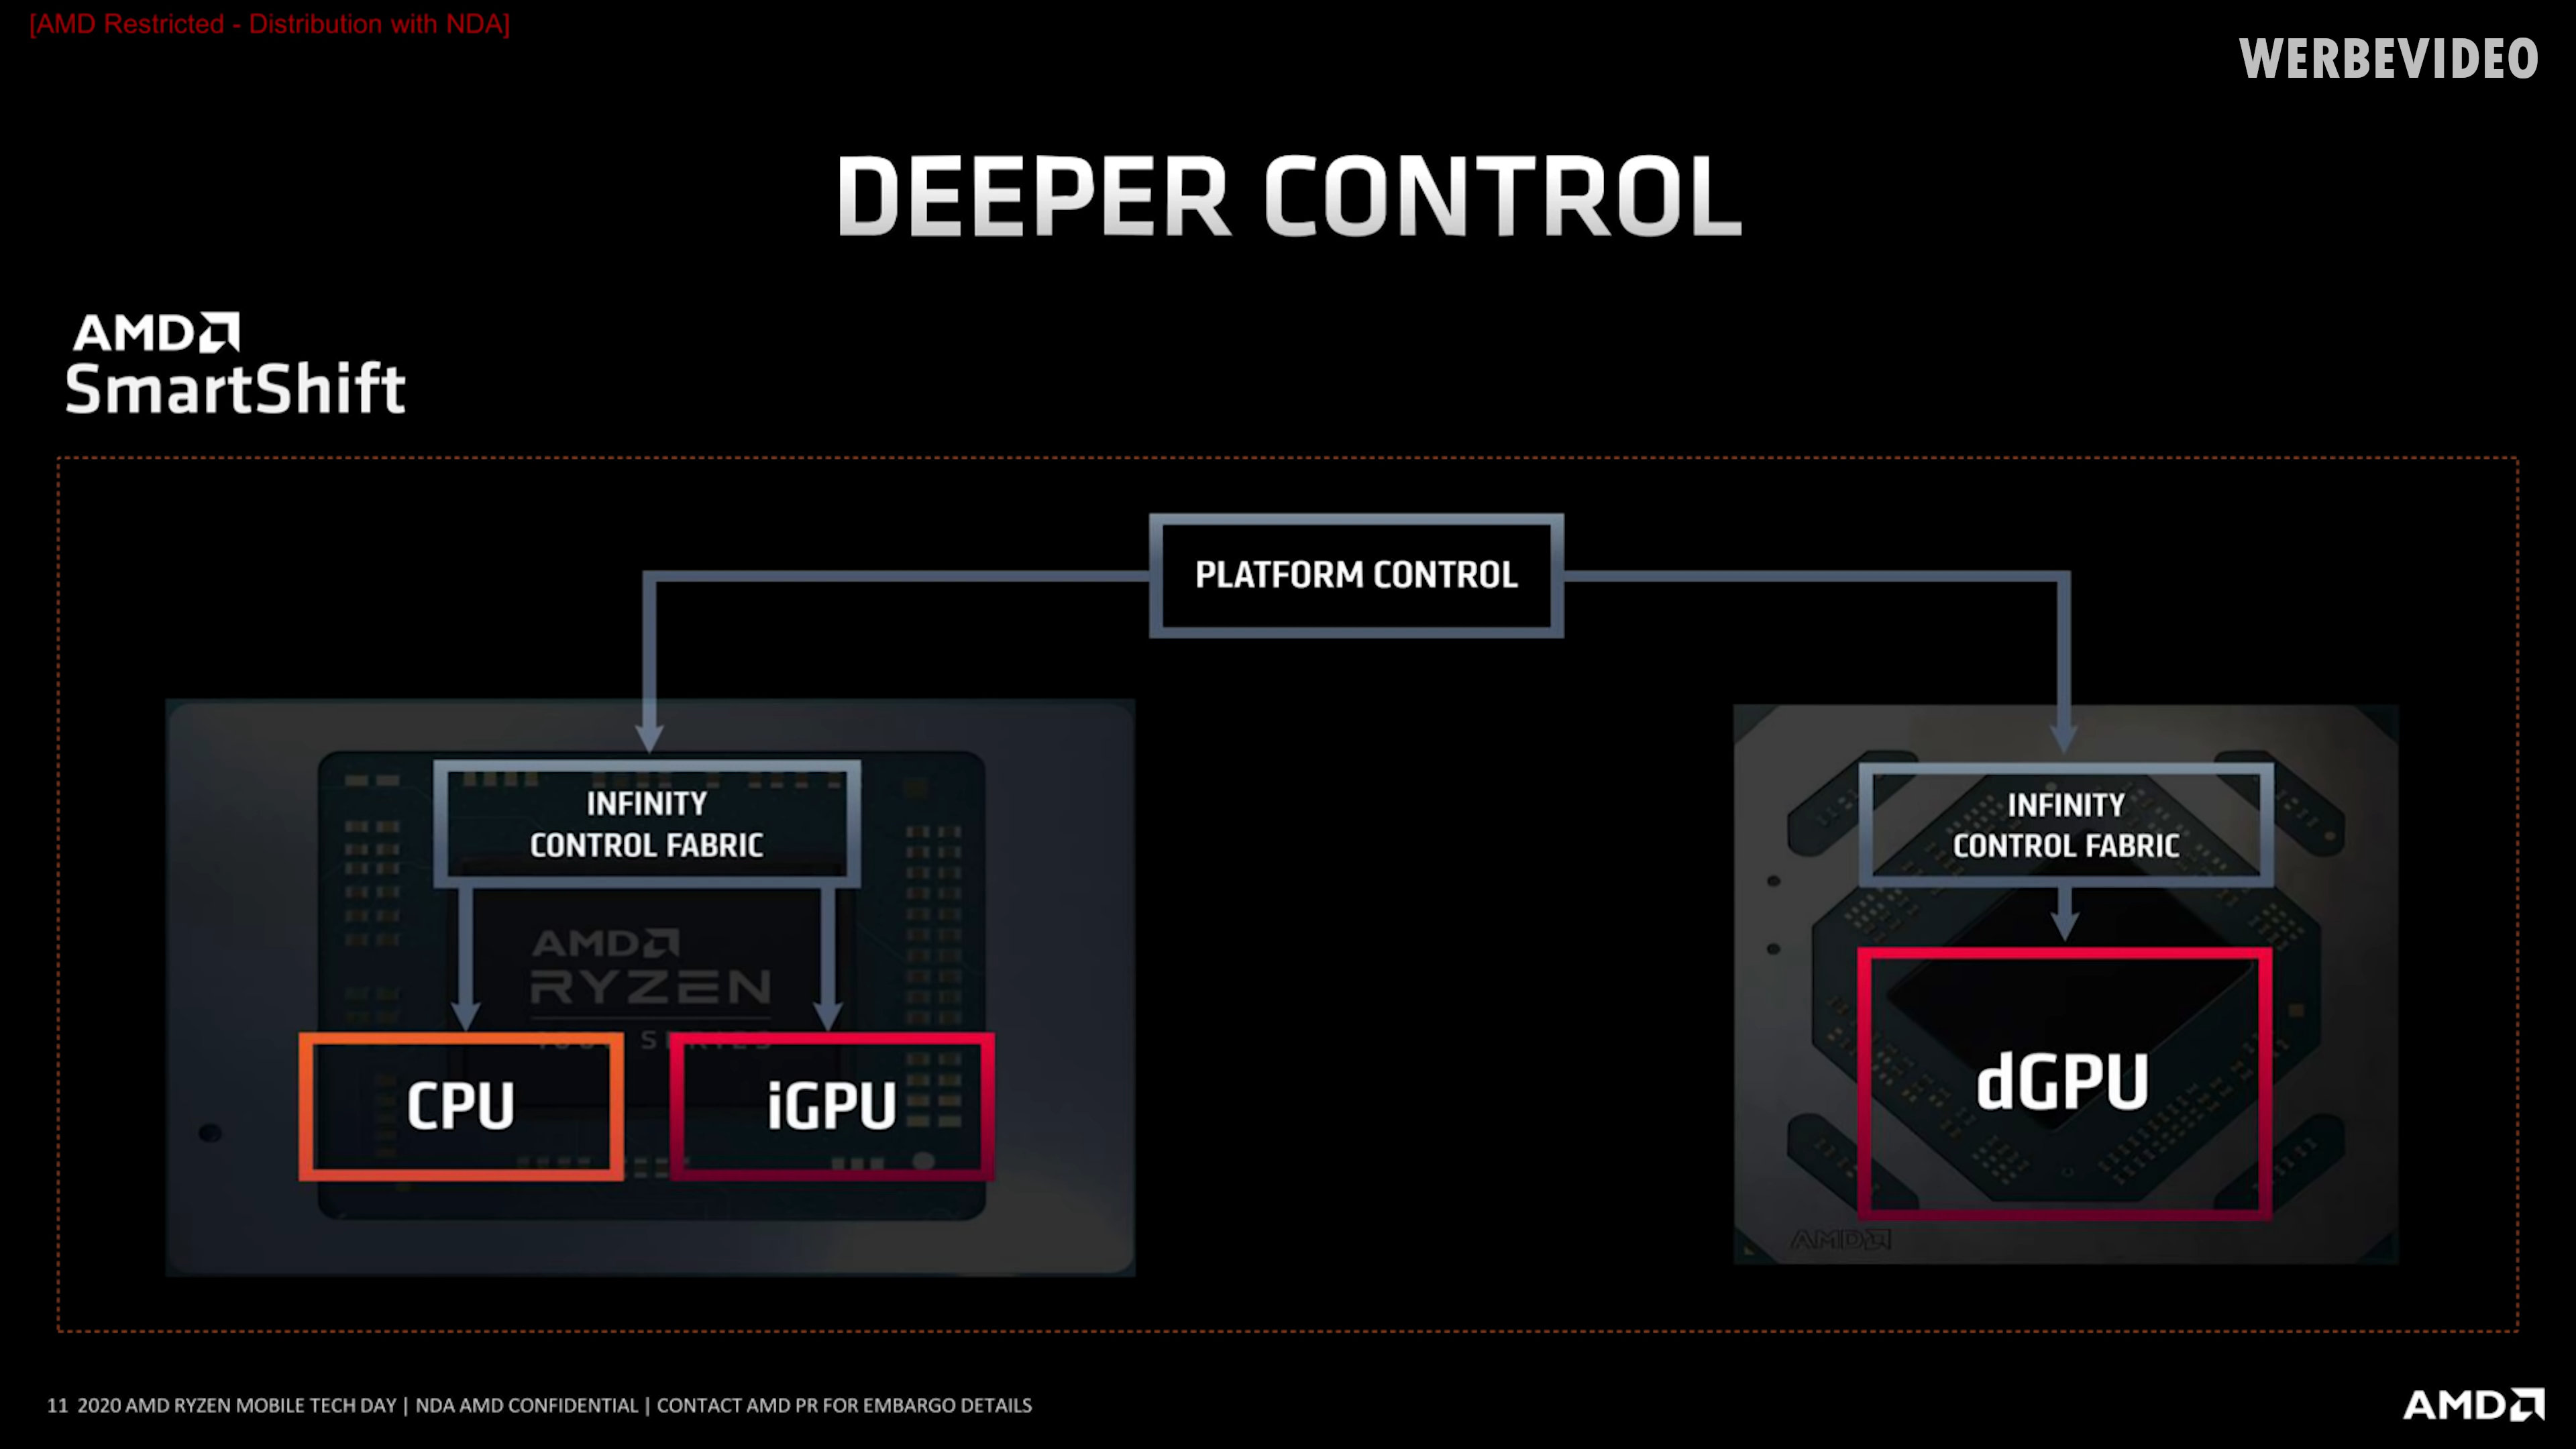 [AMD Restricted - Distribution with NDA]
WERBEVIDEO
DEEPER CONTROL
AMD
SmartShift
PLATFORM CONTROL
INFINITY
CONTROL FABRIC
AMD
RYZEN
SERIES
CPU
iGPU
INFINITY
CONTROL FABRIC
dGPU
AMD
11 2020 AMD RYZEN MOBILE TECH DAY | NDA AMD CONFIDENTIAL | CONTACT AMD PR FOR EMBARGO DETAILS
AMD